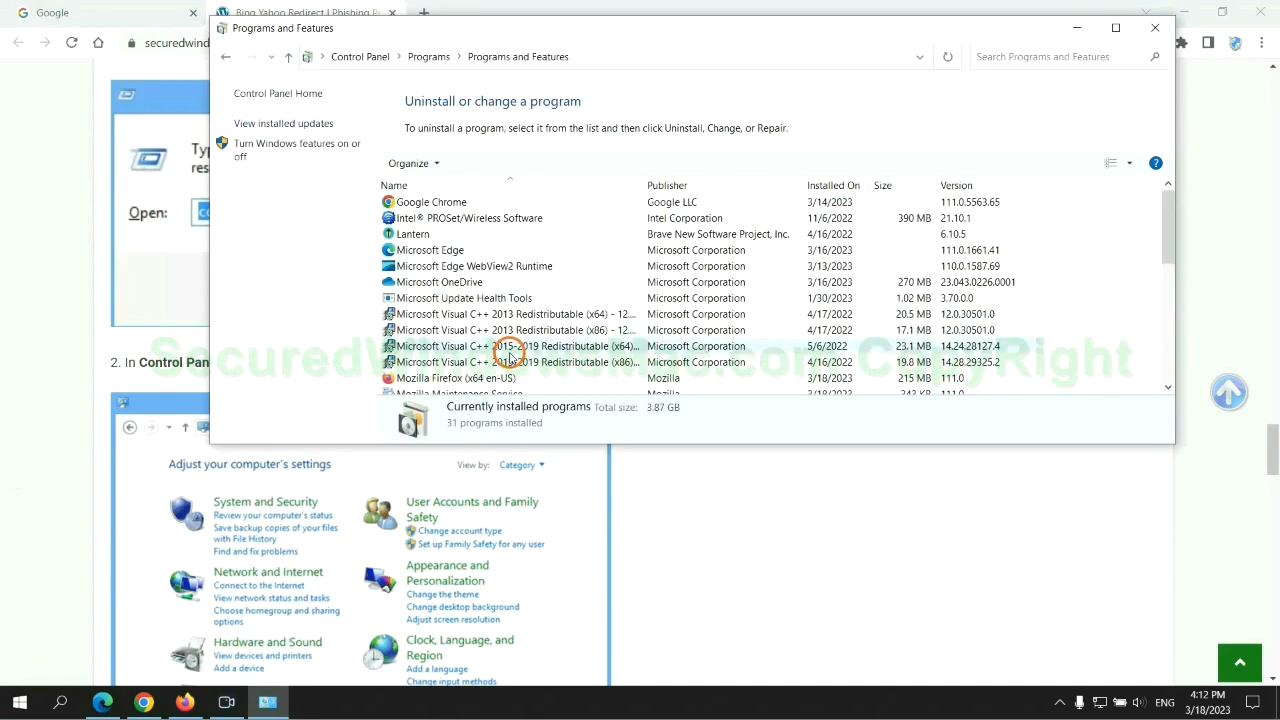 Google
Bing Yahoo Redirect | Phishing P
securedwind
Programs and Features
Control Panel > Programs > Programs and Features
Search Programs and Features
Control Panel Home
View installed updates
Turn Windows features on or
off
Uninstall or change a program
To uninstall a program, select it from the list and then click Uninstall, Change, or Repair.
Organize
Name Publisher Installed On Size Version
Google Chrome Google LLC 3/14/2023 111.0.5563.65
Intel® PROSet/Wireless Software Intel Corporation 11/6/2022 390 MB 21.10.1
Lantern Brave New Software Project, Inc. 4/16/2022 6.10.5
Microsoft Edge Microsoft Corporation 3/16/2023 111.0.1661.41
Microsoft Edge WebView2 Runtime Microsoft Corporation 3/13/2023 110.0.1587.69
Microsoft OneDrive Microsoft Corporation 3/16/2023 270 MB 23.043.0226.0001
Microsoft Update Health Tools Microsoft Corporation 1/30/2023 1.02 MB 3.70.0.0
Microsoft Visual C++ 2013 Redistributable (x64) - 12.... Microsoft Corporation 4/17/2022 20.5 MB 12.0.30501.0
Microsoft Visual C++ 2013 Redistributable (x86) - 12.... Microsoft Corporation 4/17/2022 17.1 MB 12.0.30501.0
Microsoft Visual C++ 2015-2019 Redistributable (x64)... Microsoft Corporation 5/6/2022 23.1 MB 14.24.28127.4
Microsoft Visual C++ 2015-2019 Redistributable (x86)... Microsoft Corporation 4/16/2022 19.8 MB 14.28.29325.2
Mozilla Firefox (x64 en-US) Mozilla 3/18/2023 215 MB 111.0
Mozilla Maintenance Service Mozilla 3/18/2023 343 KB 111.0
Currently installed programs Total size: 3.87 GB
31 programs installed
Ty
res
Open: co
2. In Control Pan
Adjust your computer's settings
View by: Category
System and Security
Review your computer's status
Save backup copies of your files
with File History
Find and fix problems
Network and Internet
Connect to the Internet
View network status and tasks
Choose homegroup and sharing
options
Hardware and Sound
View devices and printers
Add a device
User Accounts and Family
Safety
Change account type
Set up Family Safety for any user
Appearance and
Personalization
Change the theme
Change desktop background
Adjust screen resolution
Clock, Language, and
Region
Add a language
Change input methods
ENG
4:12 PM
3/18/2023